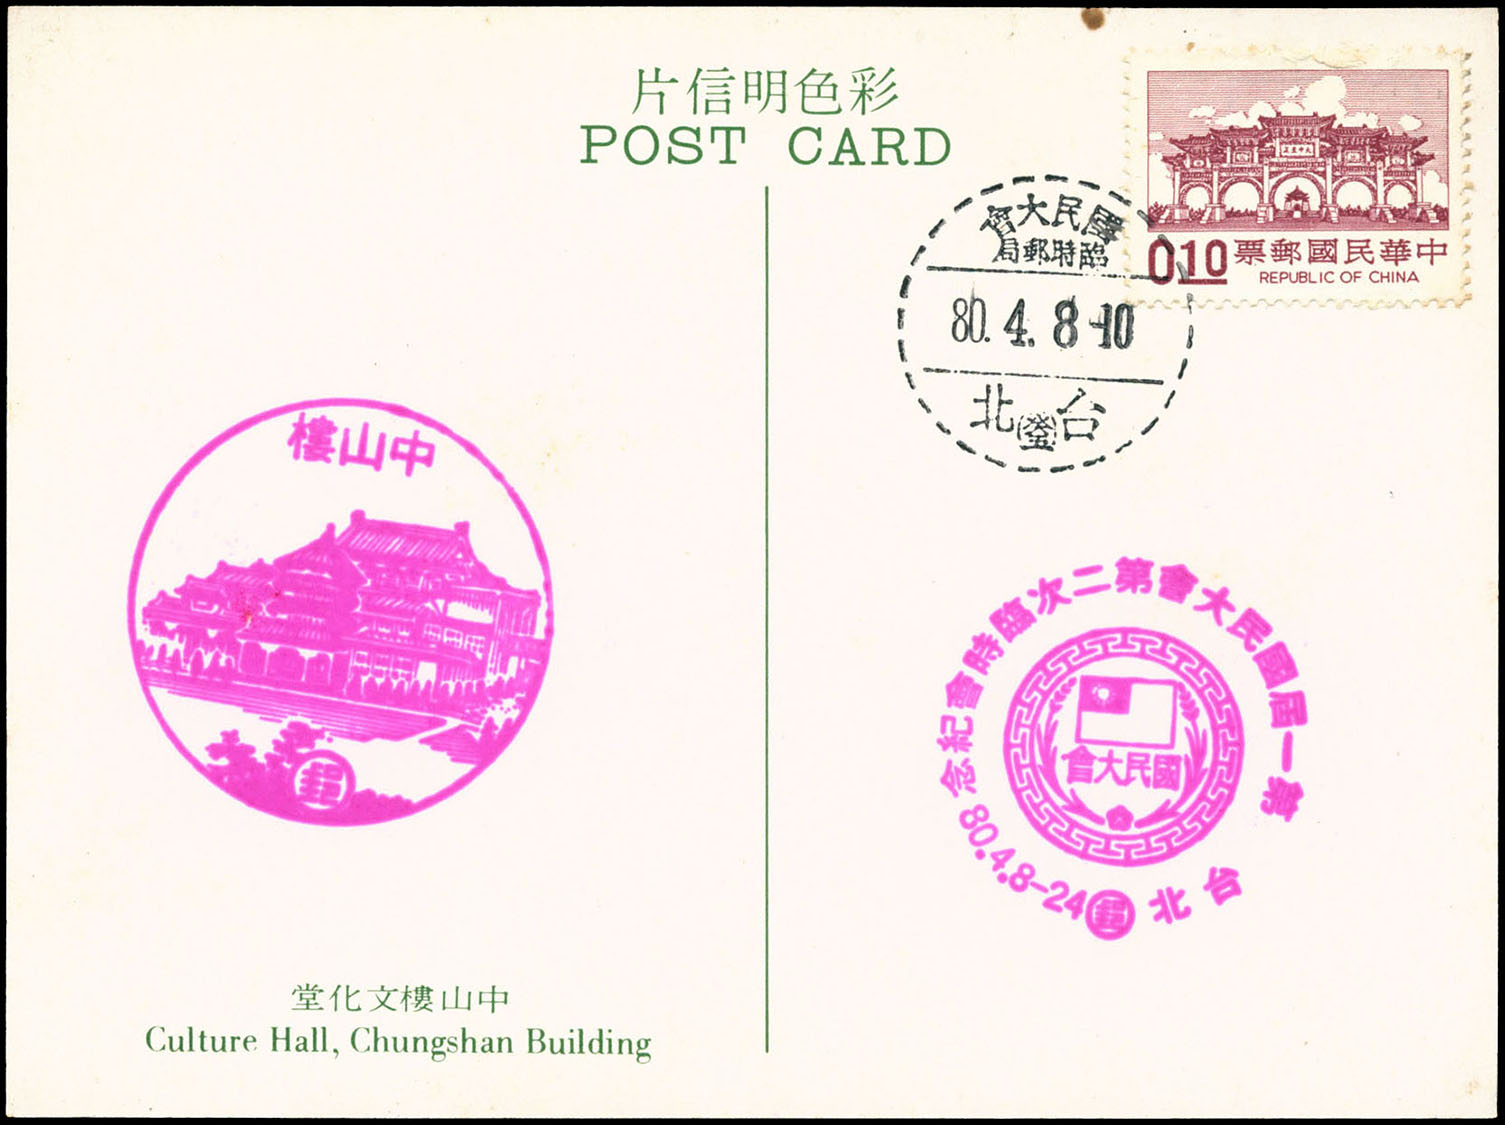 彩色明信片
POST CARD
中華民國郵票
0.10
REPUBLIC OF CHINA
國民大會
臨時郵局
80.4.8-10
台北
中山樓
郵
第一屆國民大會第二次臨時會紀念
80.4.8-24
郵
台北
國民大會
中山樓文化堂
Culture Hall, Chungshan Building